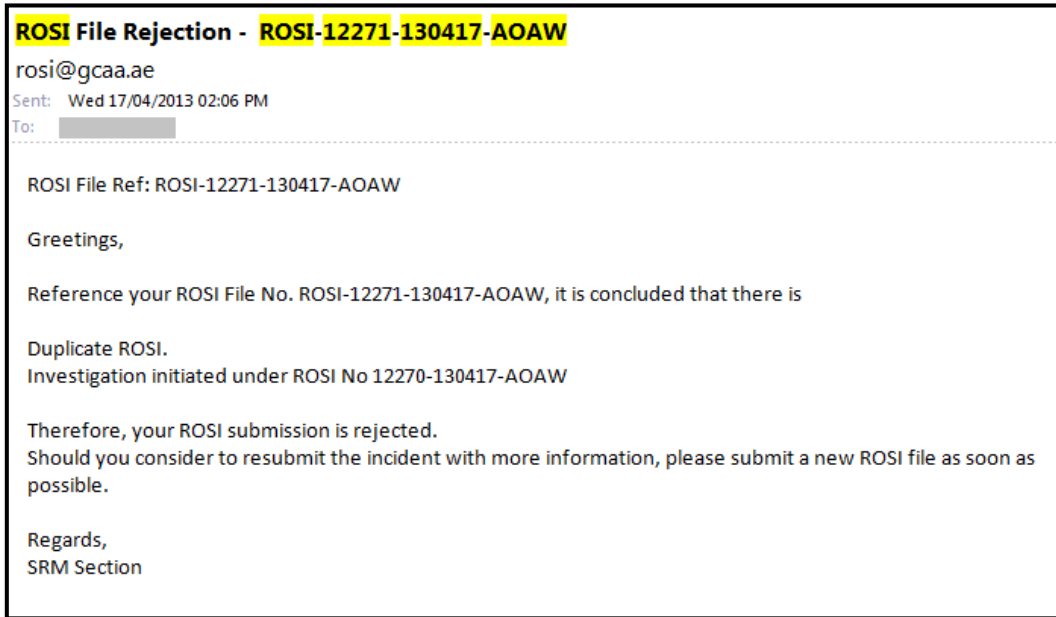 ROSI File Rejection - ROSI-12271-130417-AOAW
rosi@gcaa.ae
Sent: Wed 17/04/2013 02:06 PM
To:
ROSI File Ref: ROSI-12271-130417-AOAW
Greetings,
Reference your ROSI File No. ROSI-12271-130417-AOAW, it is concluded that there is
Duplicate ROSI.
Investigation initiated under ROSI No 12270-130417-AOAW
Therefore, your ROSI submission is rejected.
Should you consider to resubmit the incident with more information, please submit a new ROSI file as soon as
possible.
Regards,
SRM Section